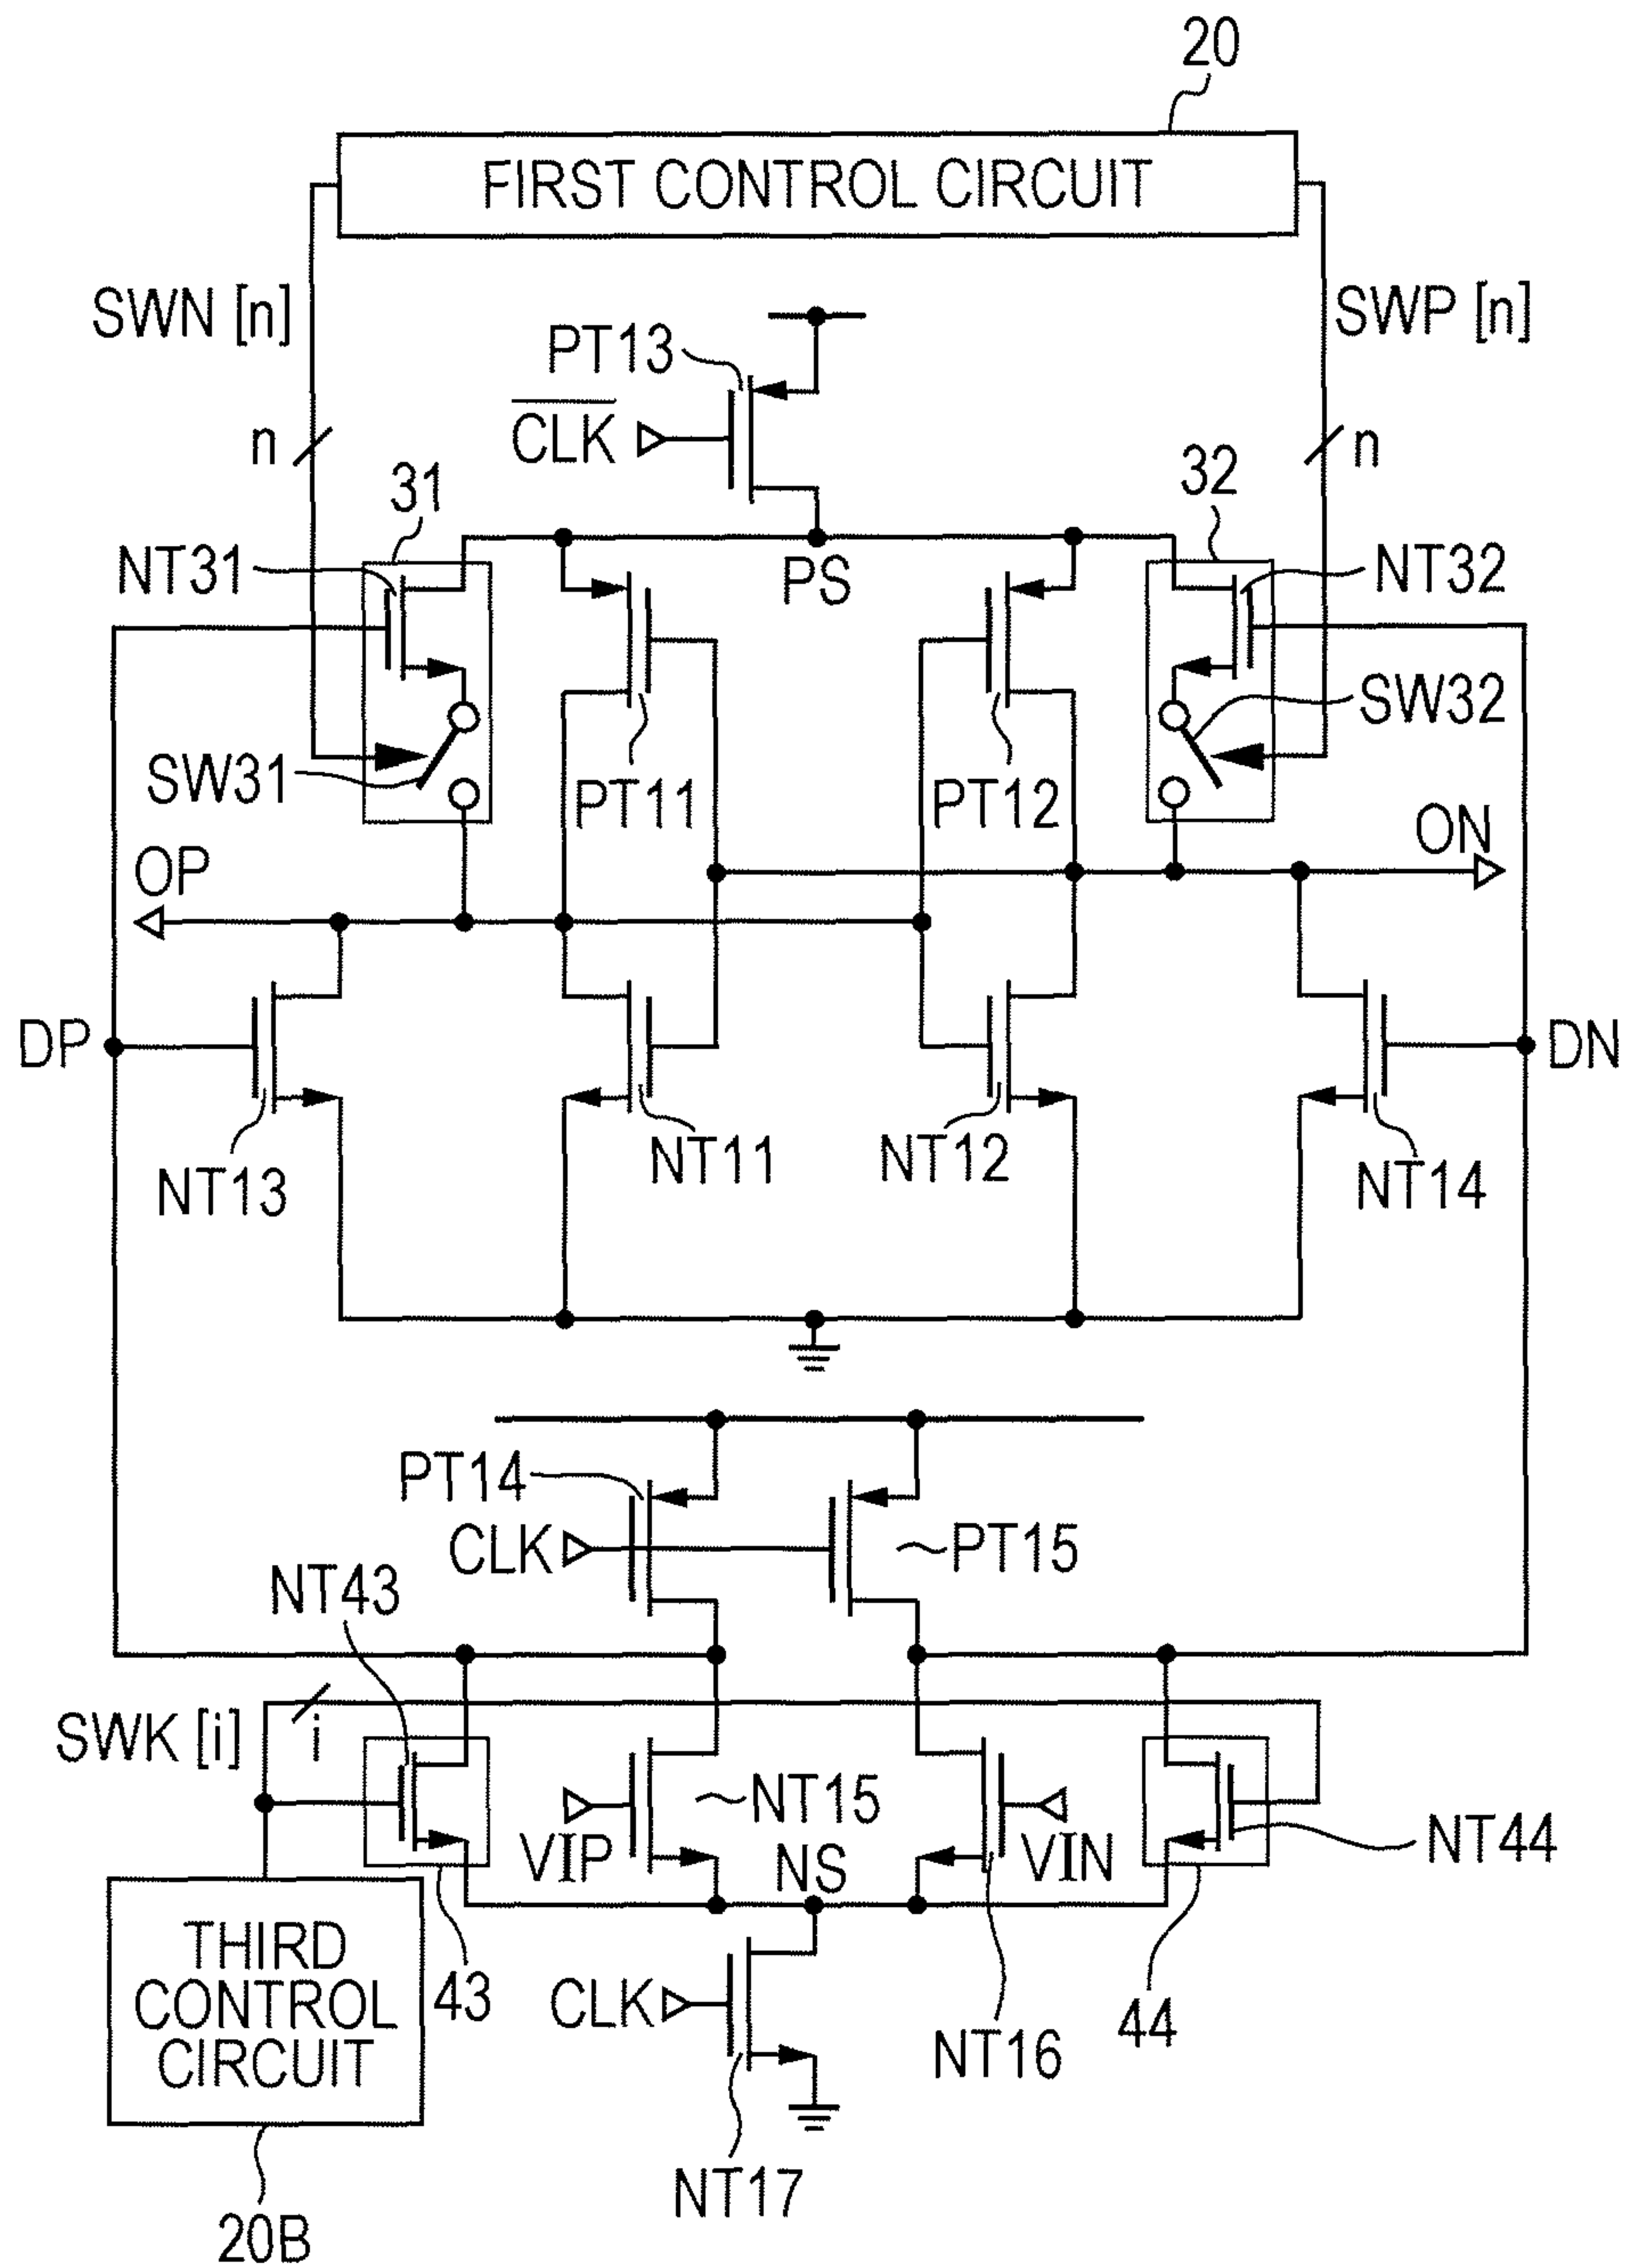 20
FIRST CONTROL CIRCUIT
SWN [n]
SWP [n]
PT13
CLK
n
n
31
32
NT31
PS
NT32
SW31
PT11
PT12
SW32
OP
ON
DP
DN
NT13
NT11
NT12
NT14
PT14
CLK
PT15
NT43
SWK [i]
i
NT15
VIP
NS
VIN
NT44
THIRD
CONTROL
CIRCUIT
43
CLK
NT16
44
NT17
20B